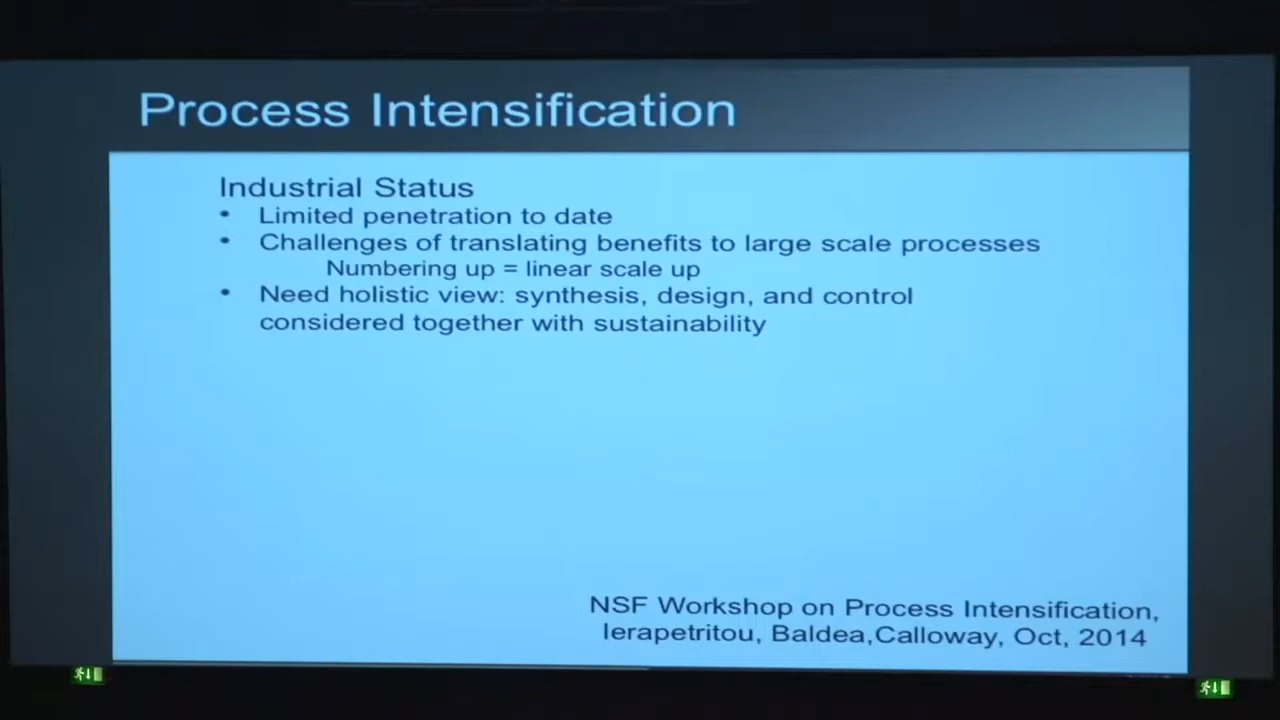 Process Intensification
Industrial Status
• Limited penetration to date
• Challenges of translating benefits to large scale processes
Numbering up = linear scale up
• Need holistic view: synthesis, design, and control
considered together with sustainability
NSF Workshop on Process Intensification,
Ierapetritou, Baldea,Calloway, Oct, 2014